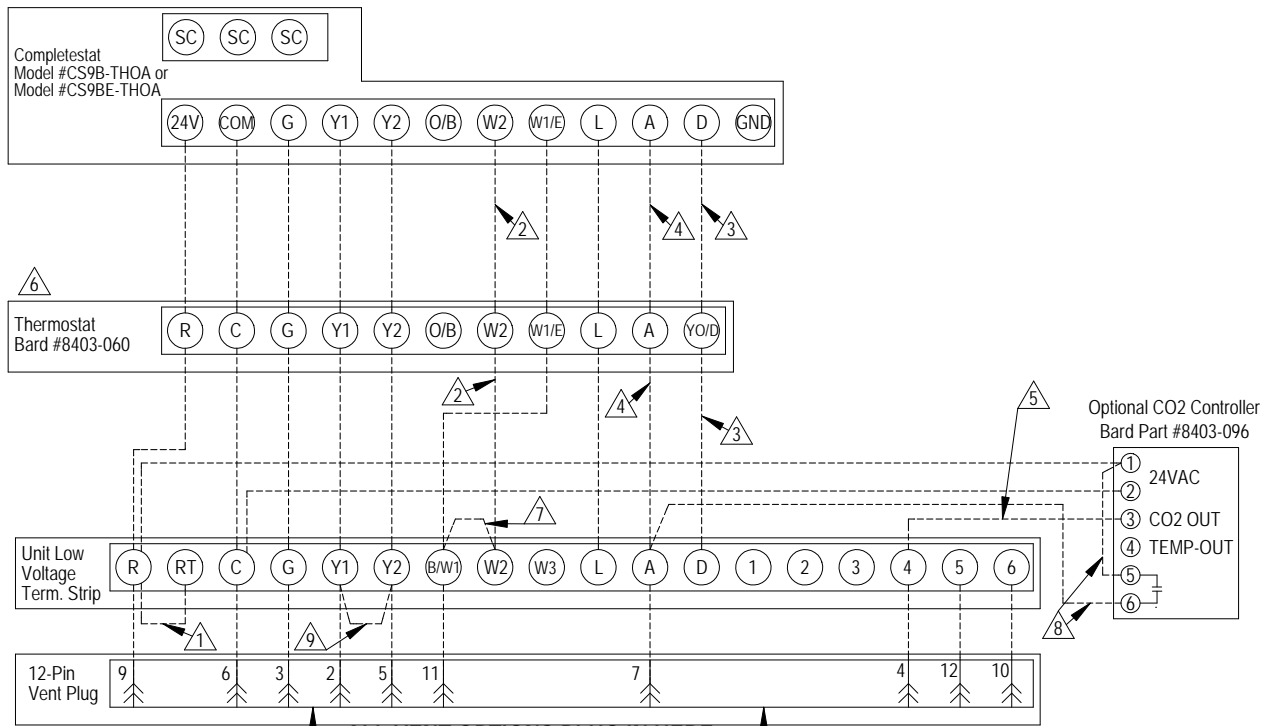 SC SC SC
Completestat
Model #CS9B-THOA or
Model #CS9BE-THOA
24V COM G Y1 Y2 O/B W2 W1/E L A D GND
2 4 3
6
Thermostat
Bard #8403-060
R C G Y1 Y2 O/B W2 W1/E L A YO/D
2 4 3 5
Optional CO2 Controller
Bard Part #8403-096
1
24VAC
2
3 CO2 OUT
4 TEMP-OUT
5
6
7
8
Unit Low
Voltage
Term. Strip
R RT C G Y1 Y2 B/W1 W2 W3 L A D 1 2 3 4 5 6
1 9
12-Pin
Vent Plug
9 6 3 2 5 11 7 4 12 10